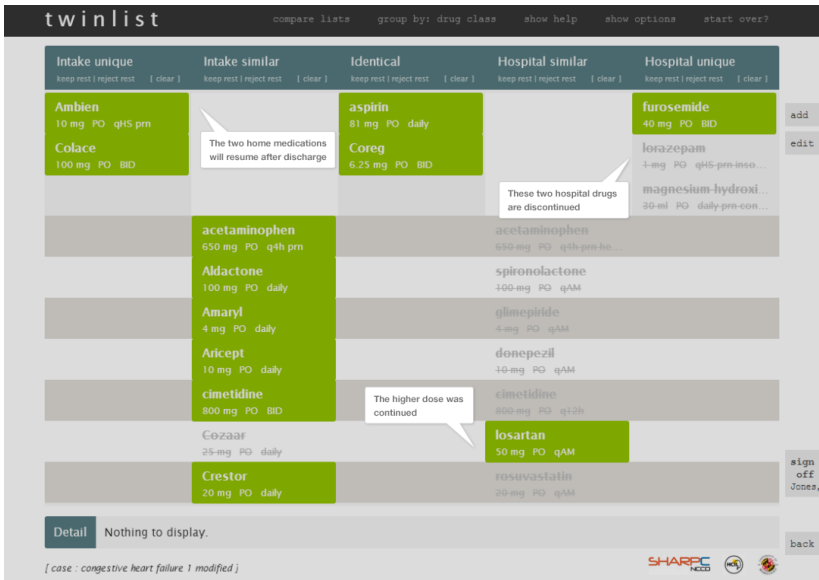 twinlist
compare lists group by: drug class show help show options start over?
Intake unique Intake similar Identical Hospital similar Hospital unique
keep rest | reject rest [ clear ] keep rest | reject rest [ clear ] keep rest | reject rest [ clear ] keep rest | reject rest [ clear ] keep rest | reject rest [ clear ]
Ambien aspirin furosemide
10 mg PO qHS prn 81 mg PO daily 40 mg PO BID
add
The two home medications
will resume after discharge
Colace Coreg lorazepam
100 mg PO BID 6.25 mg PO BID 1 mg PO qHS prn inso...
edit
These two hospital drugs
are discontinued
magnesium hydroxi...
30 ml PO daily prn con...
acetaminophen acetaminophen
650 mg PO q4h prn 650 mg PO q4h prn he...
Aldactone spironolactone
100 mg PO daily 100 mg PO qAM
Amaryl glimepiride
4 mg PO daily 4 mg PO qAM
Aricept donepezil
10 mg PO daily 10 mg PO qAM
cimetidine cimetidine
800 mg PO BID 800 mg PO q12h
The higher dose was
continued
Cozaar losartan
25 mg PO daily 50 mg PO qAM
sign
off
Jones,
Crestor rosuvastatin
20 mg PO daily 20 mg PO qAM
Detail Nothing to display.
back
[ case : congestive heart failure 1 modified ]
SHARPC
NCCD